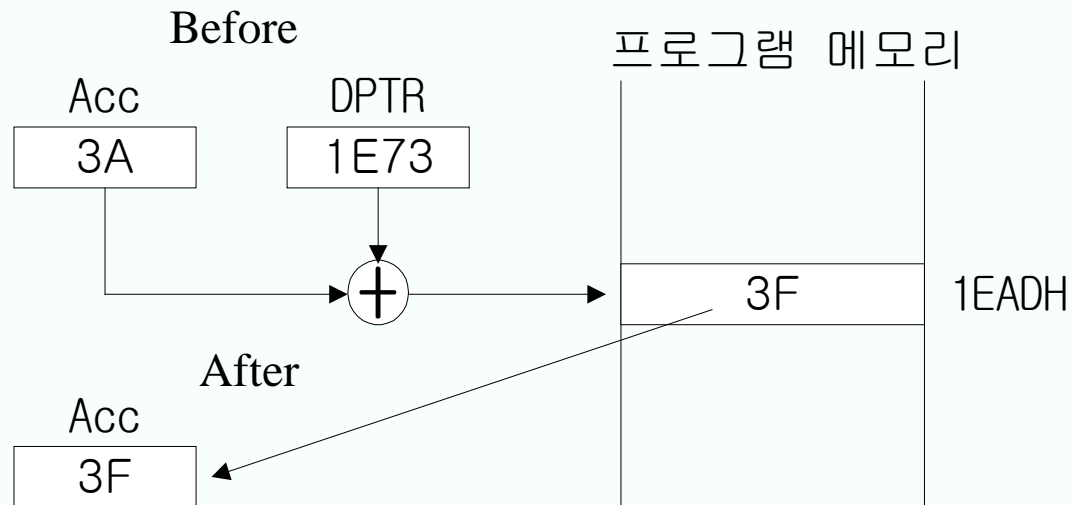 Before
프로그램 메모리
Acc
DPTR
3A
1E73
3F
1EADH
After
Acc
3F